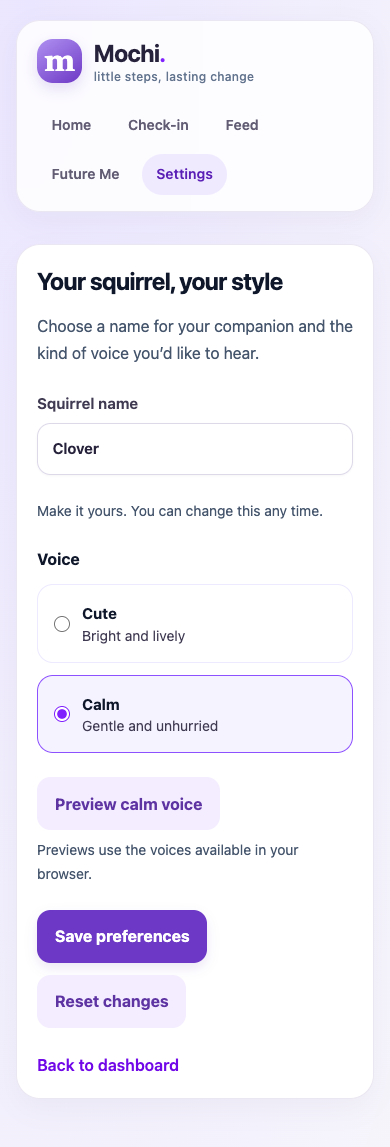 m
Mochi.
little steps, lasting change
Home
Check-in
Feed
Future Me
Settings
Your squirrel, your style
Choose a name for your companion and the
kind of voice you’d like to hear.
Squirrel name
Clover
Make it yours. You can change this any time.
Voice
Cute
Bright and lively
Calm
Gentle and unhurried
Preview calm voice
Previews use the voices available in your
browser.
Save preferences
Reset changes
Back to dashboard